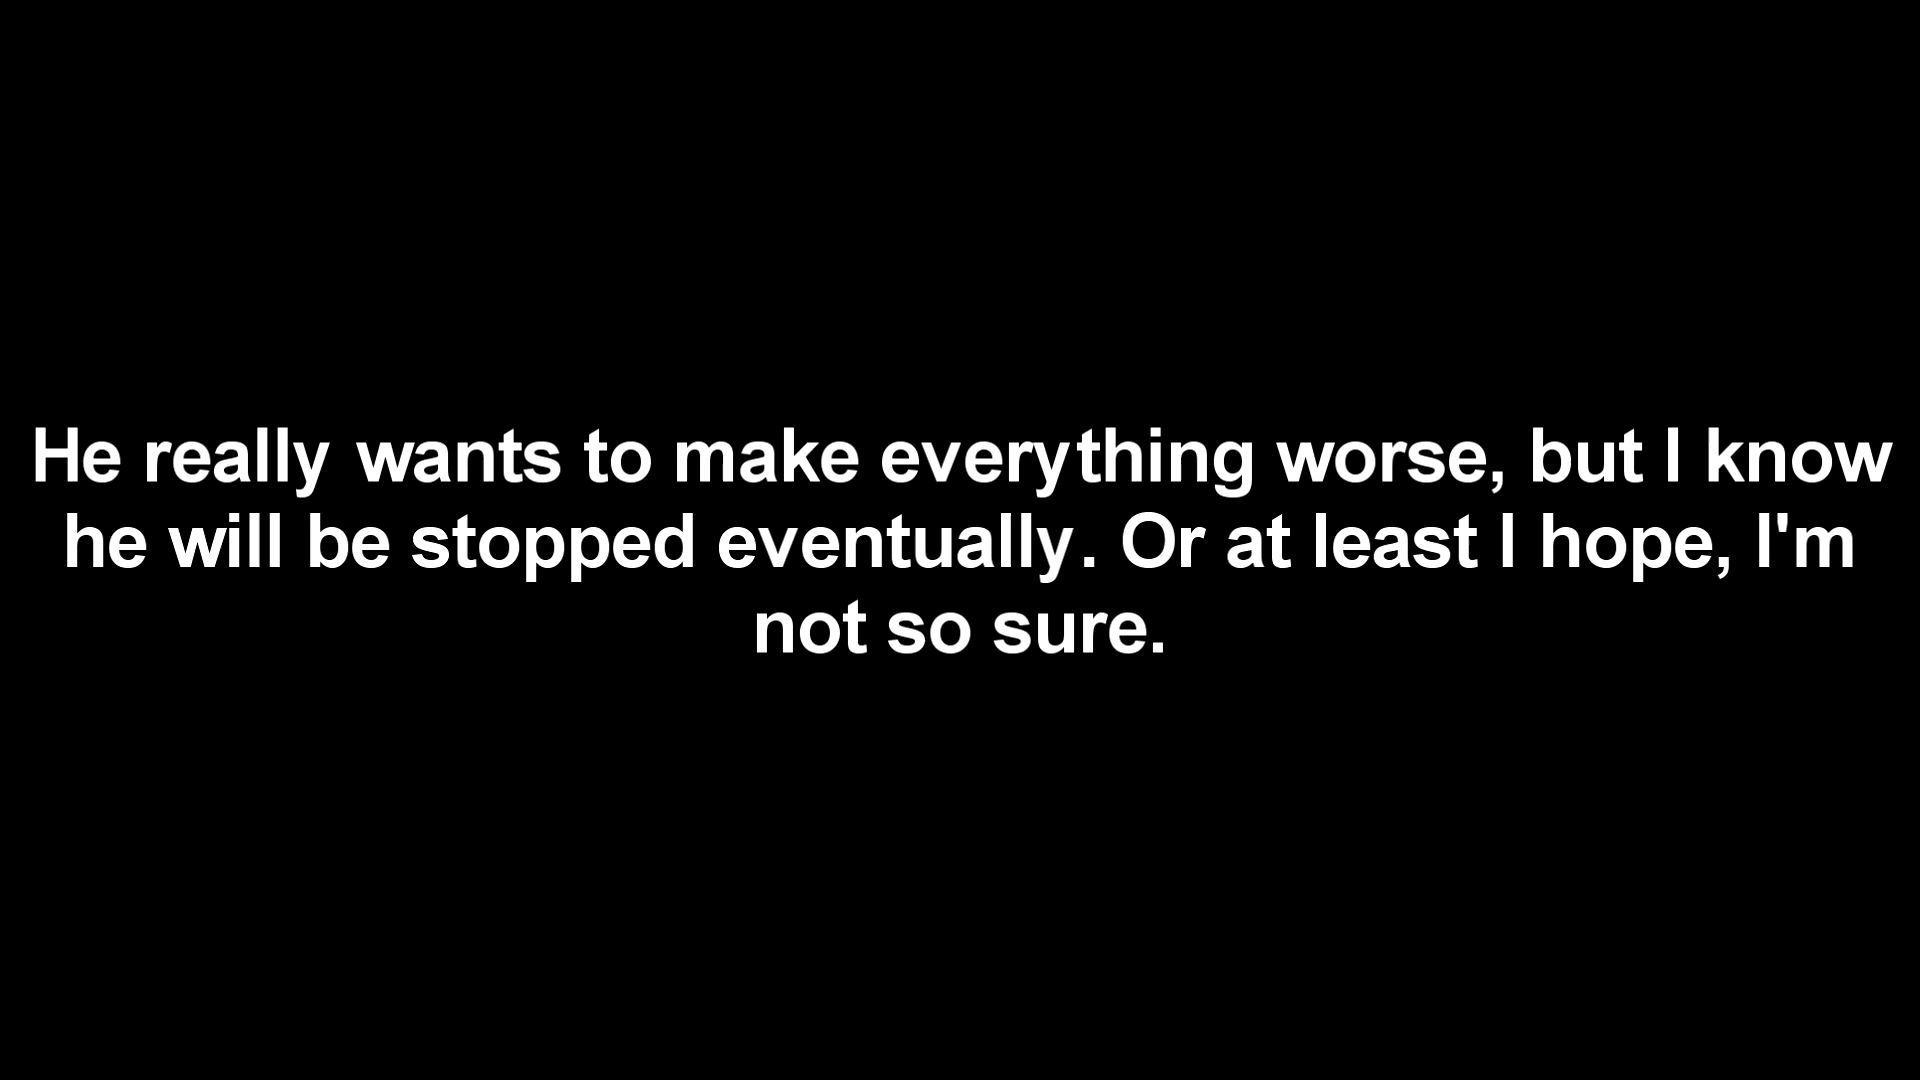 He really wants to make everything worse, but I know
he will be stopped eventually. Or at least I hope, I'm
not so sure.